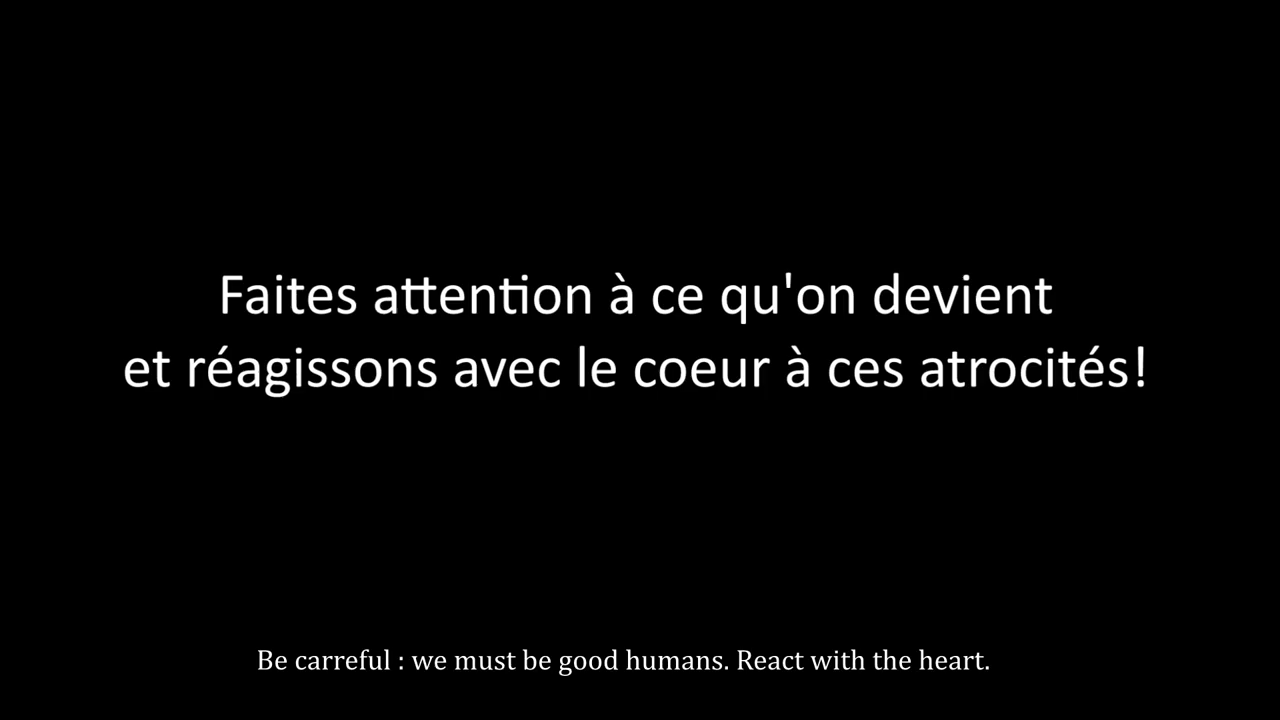 Faites attention à ce qu'on devient
et réagissons avec le coeur à ces atrocités!
Be carreful : we must be good humans. React with the heart.